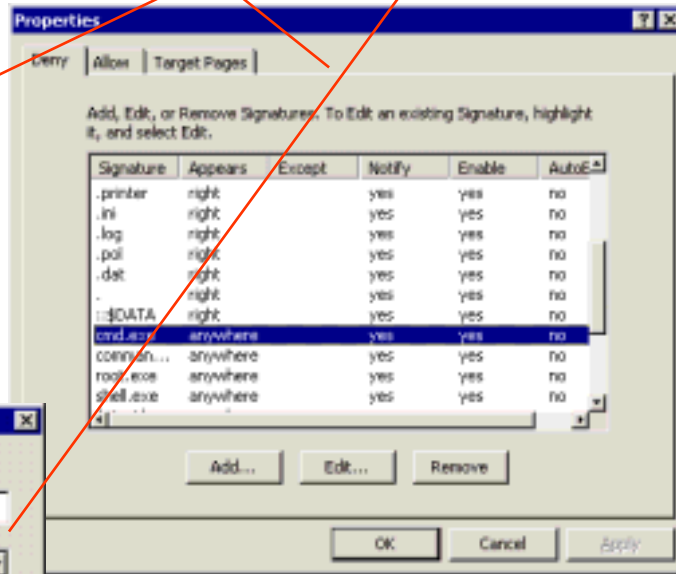 Properties
Deny Allow Target Pages
Add, Edit, or Remove Signatures. To Edit an existing Signature, highlight
it, and select Edit.
Signature Appears Except Notify Enable AutoE
.printer right yes yes no
.ini right yes yes no
.log right yes yes no
.pol right yes yes no
.dat right yes yes no
. right yes yes no
::$DATA right yes yes no
cmd.exe anywhere yes yes no
comman... anywhere yes yes no
root.exe anywhere yes yes no
shell.exe anywhere yes yes no
Add... Edit... Remove
OK Cancel Apply